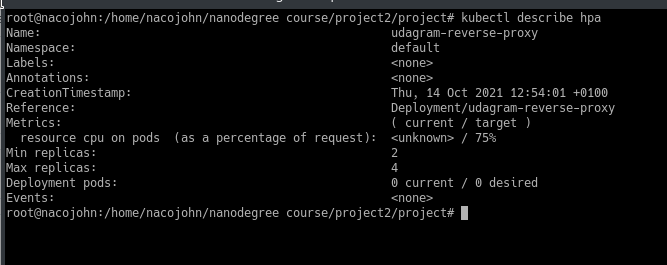 root@nacojohn:/home/nacojohn/nanodegree course/project2/project# kubectl describe hpa
Name: udagram-reverse-proxy
Namespace: default
Labels: <none>
Annotations: <none>
CreationTimestamp: Thu, 14 Oct 2021 12:54:01 +0100
Reference: Deployment/udagram-reverse-proxy
Metrics: ( current / target )
  resource cpu on pods  (as a percentage of request): <unknown> / 75%
Min replicas: 2
Max replicas: 4
Deployment pods: 0 current / 0 desired
Events: <none>
root@nacojohn:/home/nacojohn/nanodegree course/project2/project#